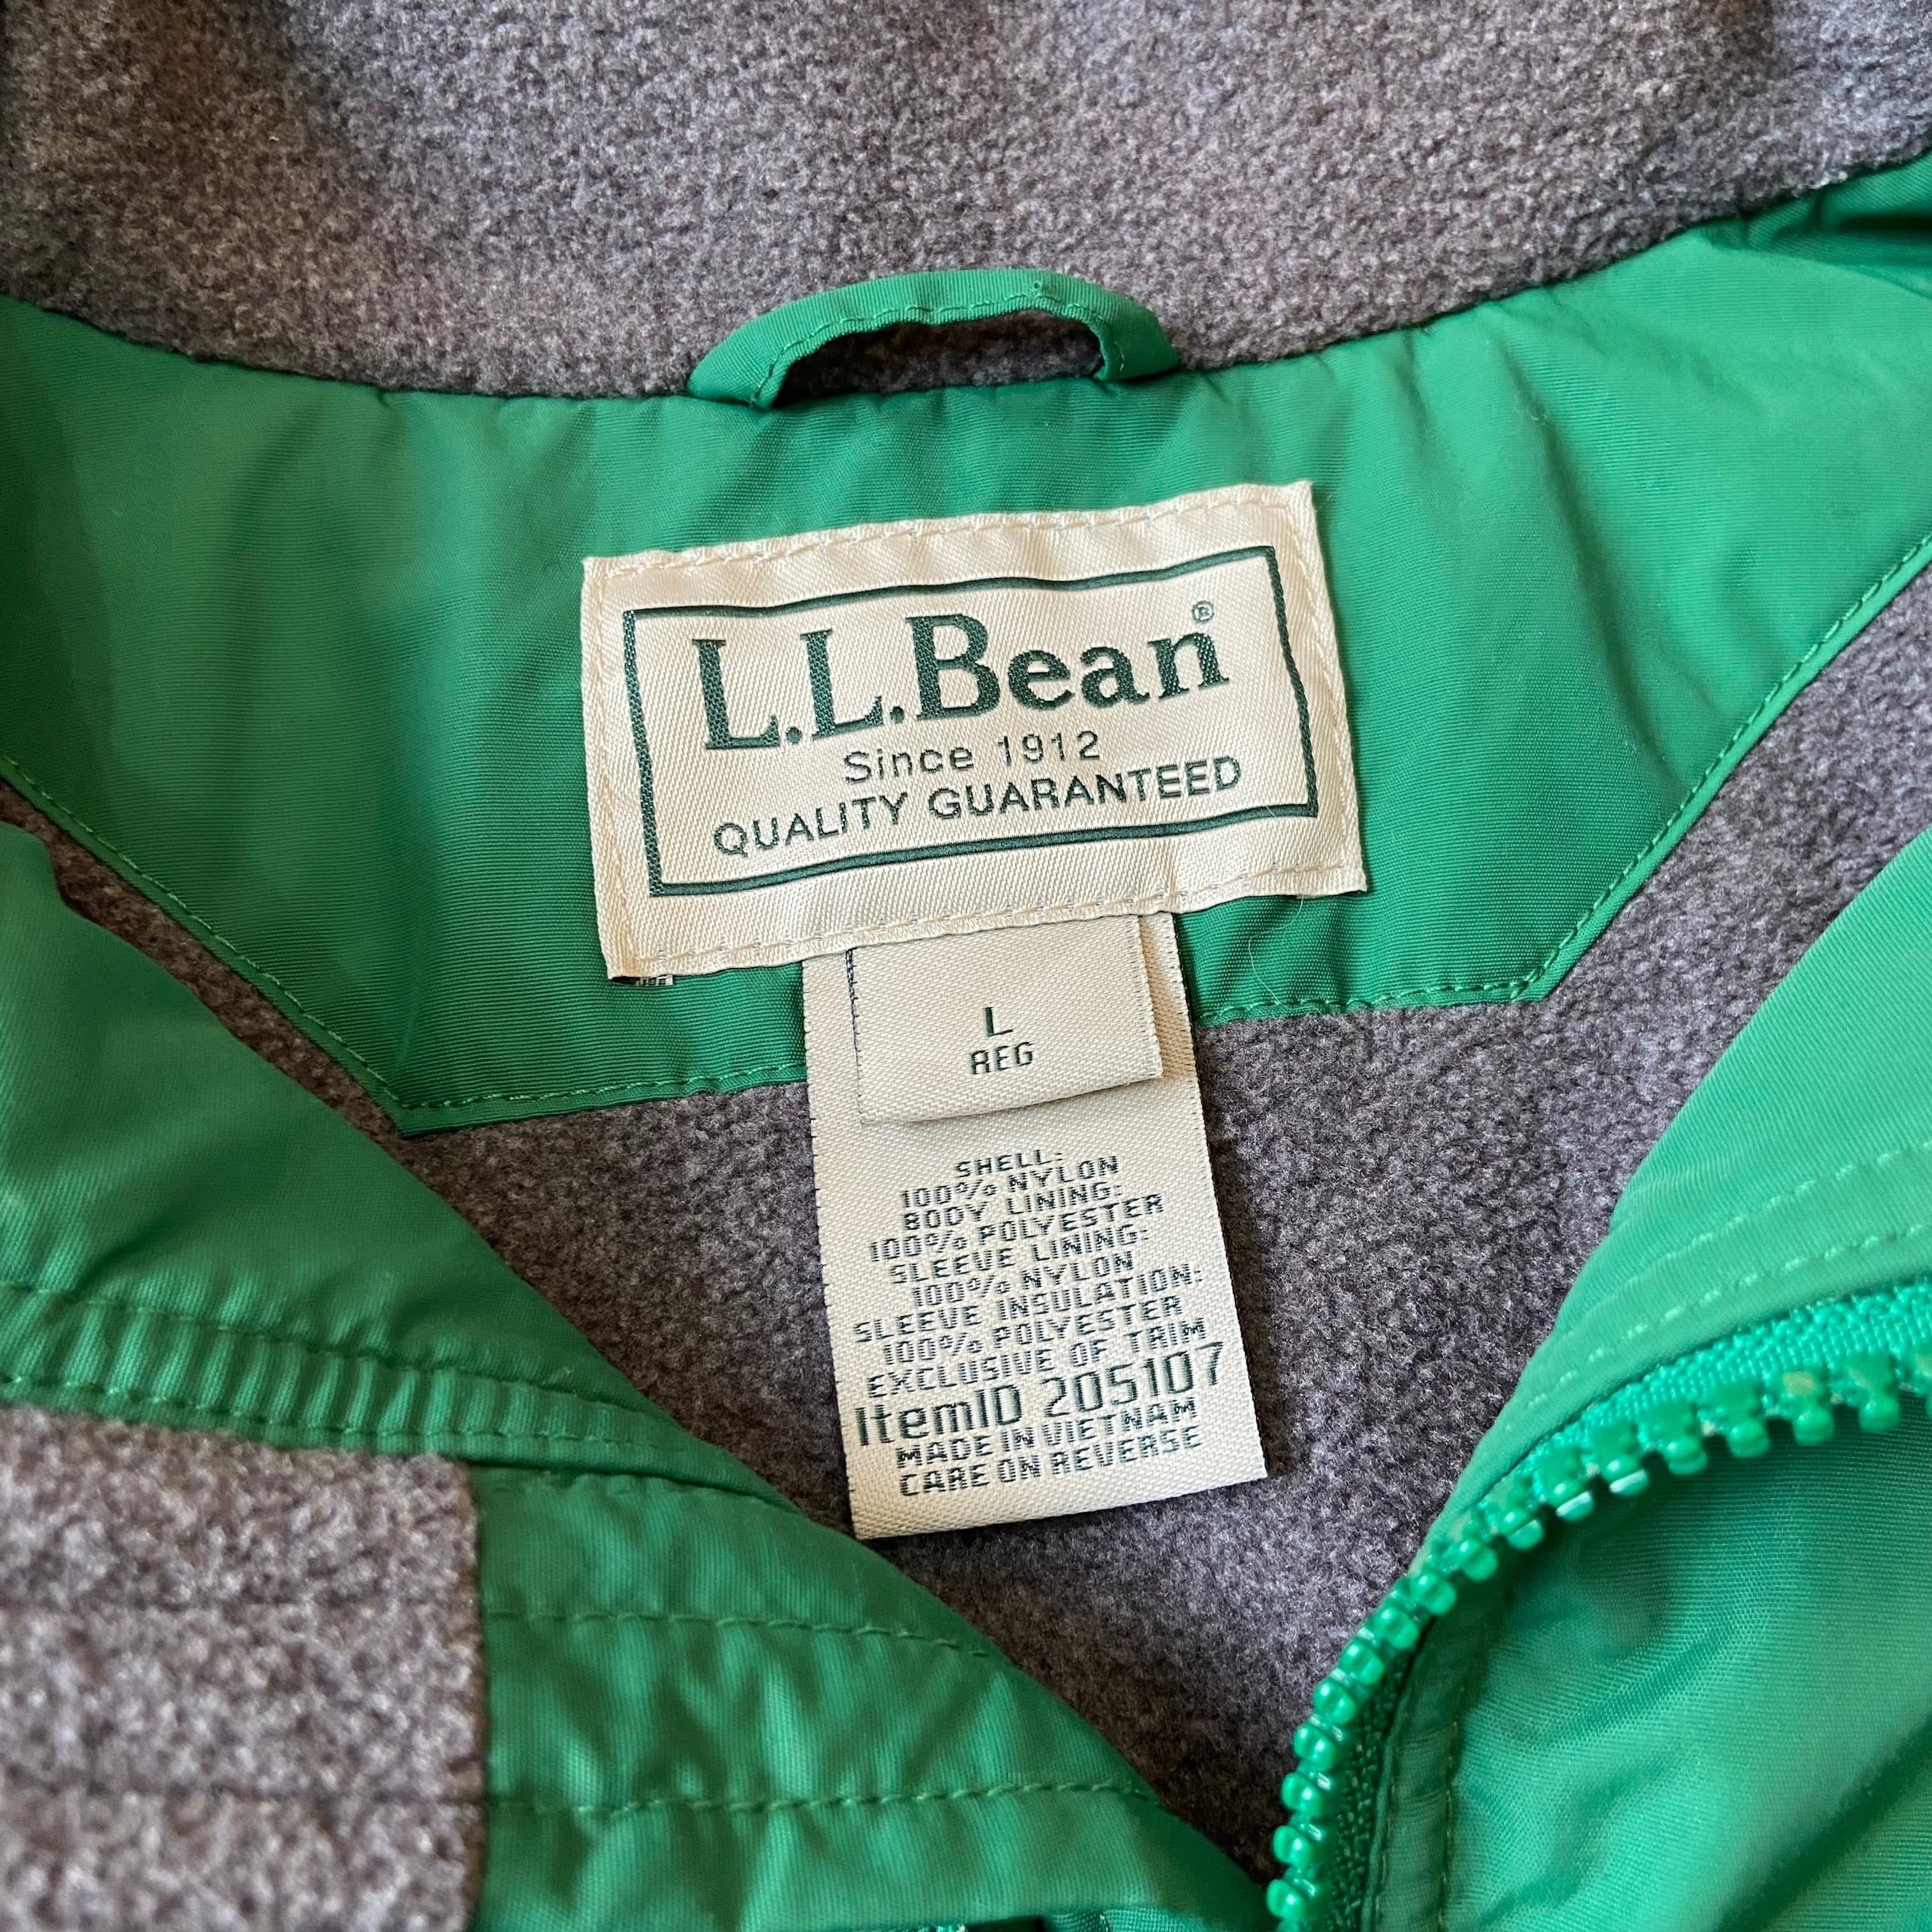 L.L.Bean®
Since 1912
QUALITY GUARANTEED
L
REG
SHELL:
100% NYLON
BODY LINING:
100% POLYESTER
SLEEVE LINING:
100% NYLON
SLEEVE INSULATION:
100% POLYESTER
EXCLUSIVE OF TRIM
ItemID 205107
MADE IN VIETNAM
CARE ON REVERSE